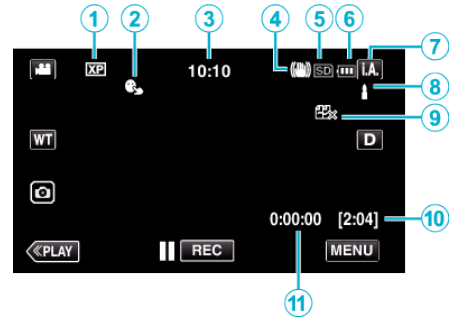 1 2 3 4 5 6 7
XP 10:10 SD I.A.
8
9
WT D
0:00:00 [2:04] 10
≪PLAY REC MENU
11